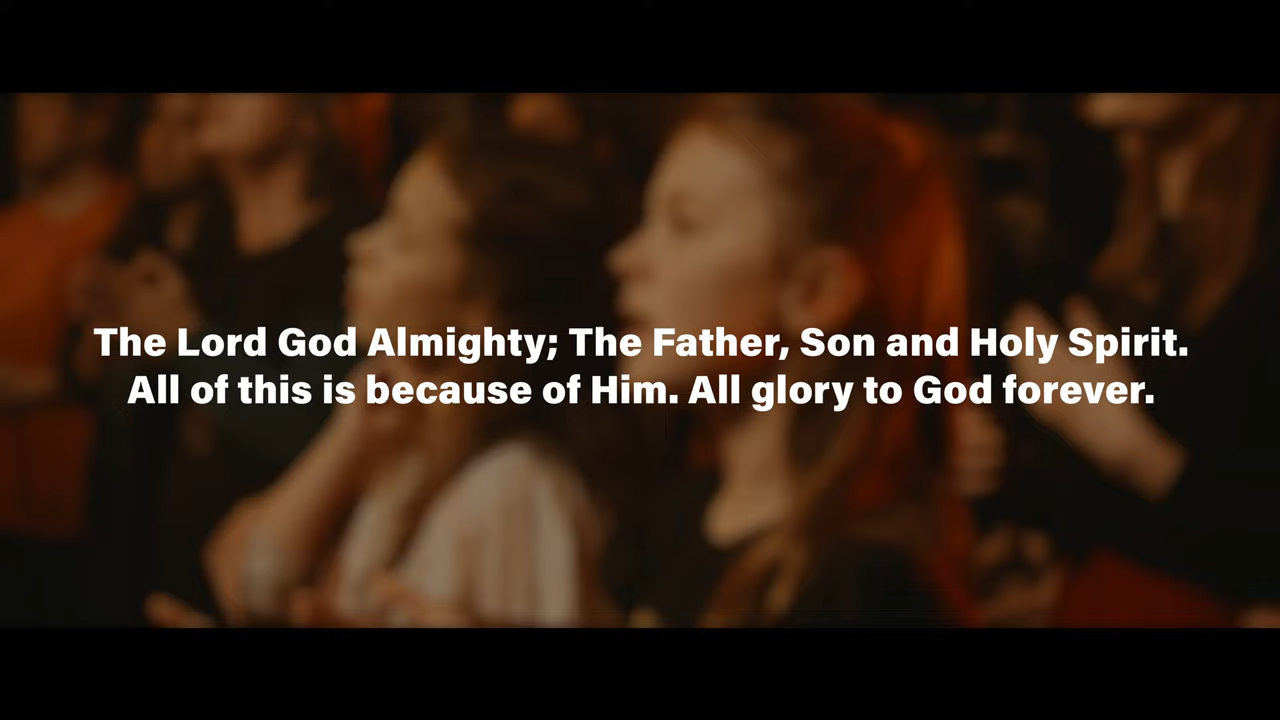 The Lord God Almighty; The Father, Son and Holy Spirit.
All of this is because of Him. All glory to God forever.